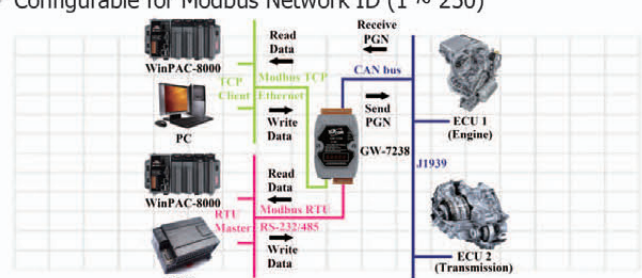 Configurable for Modbus Network ID (1 ~ 250)
Read
Data
Receive
PGN
WinPAC-8000
TCP
Client
Modbus TCP
Ethernet
CAN bus
PC
Write
Data
Send
PGN
GW-7238
ECU 1
(Engine)
J1939
WinPAC-8000
Read
Data
RTU
Master
Modbus RTU
RS-232/485
Write
Data
ECU 2
(Transmission)